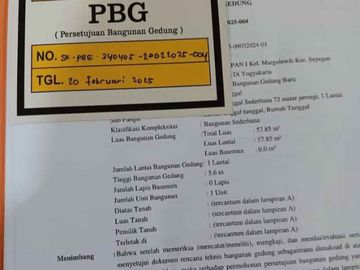 PBG
( Persetujuan Bangunan Gedung )
NO. SK-PBG-340405-20022025-004
TGL. 20 februari 2025
EDUNG
025-004
-09032024-01
PAN I Kel. Margoluwih Kec. Seyegan
Di Yogyakarta
Bangunan Gedung Baru
Sederhana 72 meter persegi, 1 Lantai
tunggal, Rumah Tunggal
Klasifikasi Kompleksitas : Bangunan Sederhana
Luas Bangunan Gedung :Total Luas : 57.85 m²
Luas Lantai : 57.85 m²
Luas Basemen : 0.0 m²
Jumlah Lantai Bangunan Gedung: 1 Lantai
Tinggi Bangunan Gedung : 5.6 m
Jumlah Lapis Basemen : 0 Lapis
Jumlah Unit Bangunan : 1 Unit
Diatas Tanah : (tercantum dalam lampiran A)
Luas Tanah : (tercantum dalam lampiran A)
Pemilik Tanah : (tercantum dalam lampiran A)
Terletak di : (tercantum dalam lampiran A)
Menimbang :Bahwa setelah memeriksa (mencatat/meneliti), mengkaji, dan menilai/evaluasi serta
menyetujui dokumen rencana teknis bangunan gedung sebagaimana dimaksud di atas